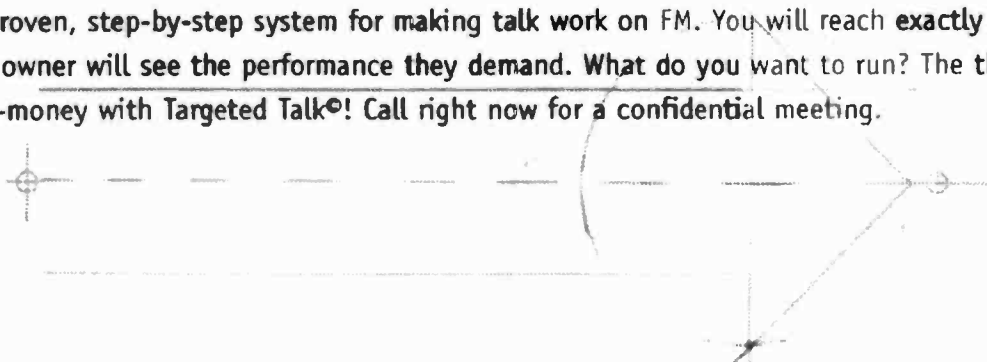 roven, step-by-step system for making talk work on FM. You will reach exactly
owner will see the performance they demand. What do you want to run? The
-money with Targeted Talk©! Call right now for a confidential meeting.